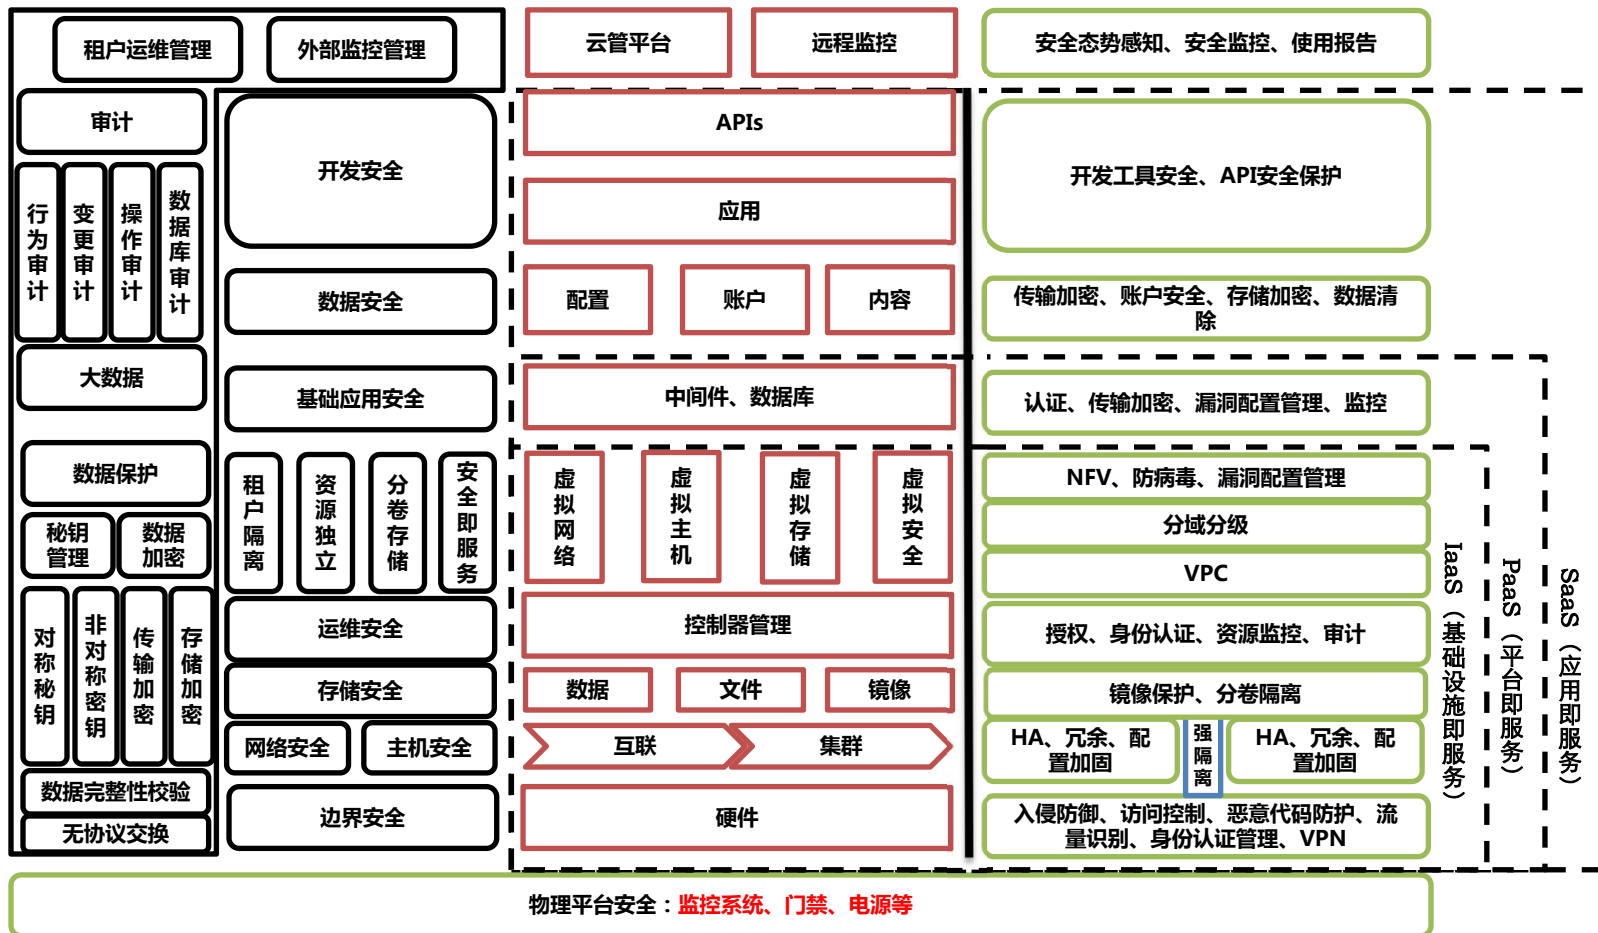 租户运维管理
外部监控管理
云管平台
远程监控
安全态势感知、安全监控、使用报告
审计
行为审计
变更审计
操作审计
数据库审计
大数据
数据保护
秘钥
管理
数据
加密
对称秘钥
非对称密钥
传输加密
存储加密
数据完整性校验
无协议交换
开发安全
数据安全
基础应用安全
租户隔离
资源独立
分卷存储
安全即服务
运维安全
存储安全
网络安全
主机安全
边界安全
APIs
应用
配置
账户
内容
中间件、数据库
虚拟网络
虚拟主机
虚拟存储
虚拟安全
控制器管理
数据
文件
镜像
互联
集群
硬件
开发工具安全、API安全保护
传输加密、账户安全、存储加密、数据清
除
认证、传输加密、漏洞配置管理、监控
NFV、防病毒、漏洞配置管理
分域分级
VPC
授权、身份认证、资源监控、审计
镜像保护、分卷隔离
HA、冗余、配
置加固
强隔离
HA、冗余、配
置加固
入侵防御、访问控制、恶意代码防护、流
量识别、身份认证管理、VPN
IaaS（基础设施即服务）
PaaS（平台即服务）
SaaS（应用即服务）
物理平台安全：监控系统、门禁、电源等